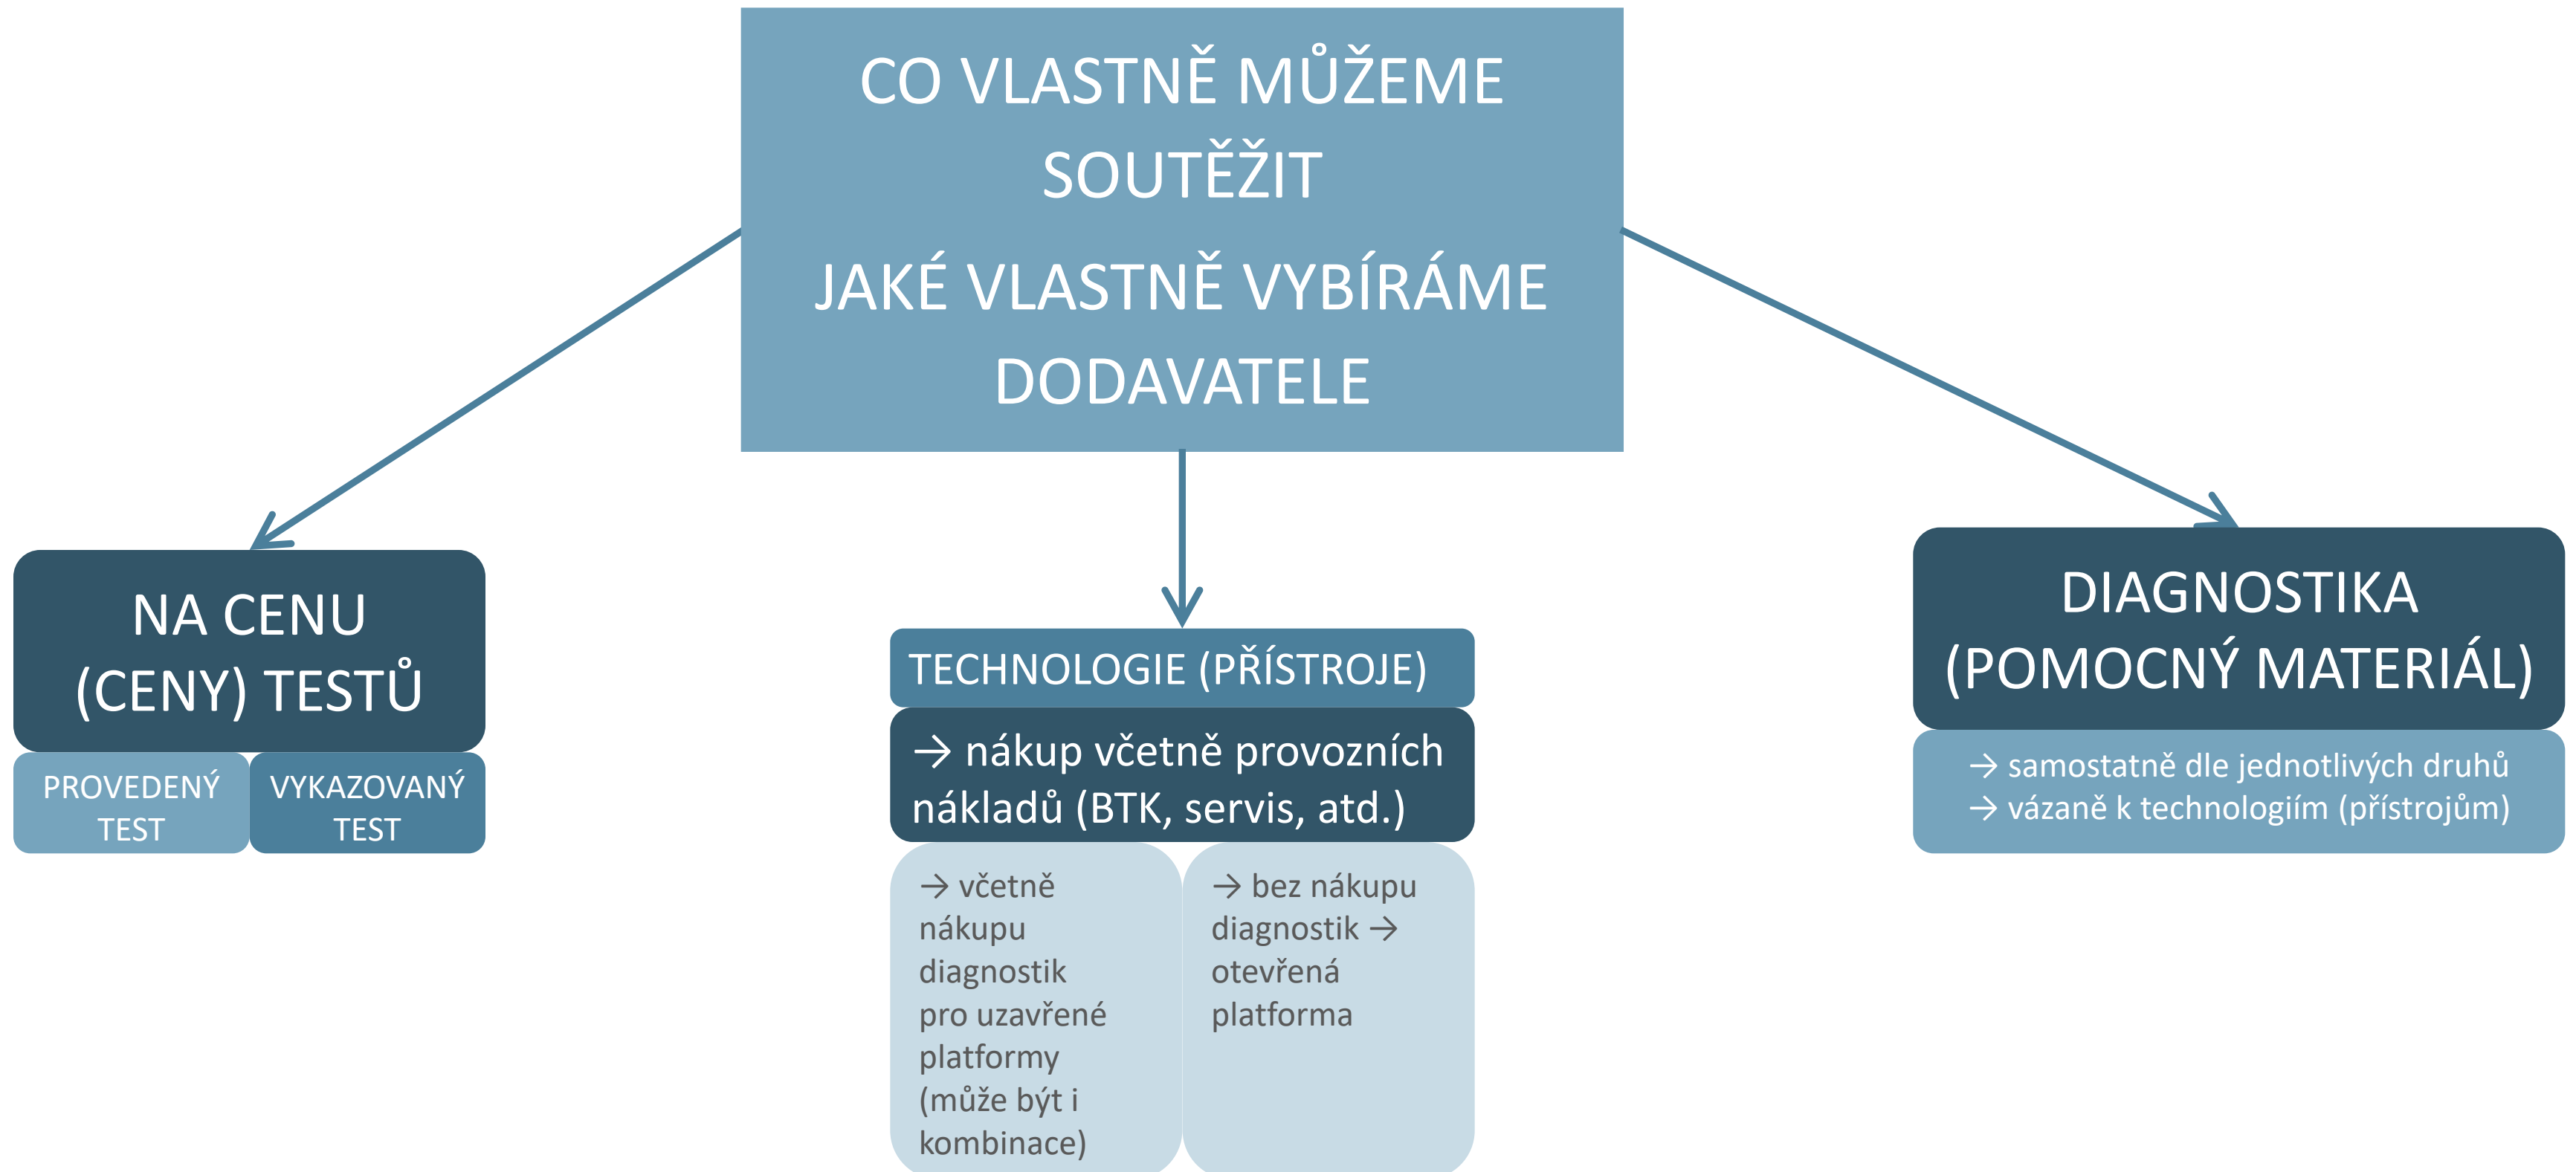 CO VLASTNĚ MŮŽEME
SOUTĚŽIT
JAKÉ VLASTNĚ VYBÍRÁME
DODAVATELE
NA CENU
(CENY) TESTŮ
PROVEDENÝ
TEST
VYKAZOVANÝ
TEST
TECHNOLOGIE (PŘÍSTROJE)
→ nákup včetně provozních
nákladů (BTK, servis, atd.)
→ včetně
nákupu
diagnostik
pro uzavřené
platformy
(může být i
kombinace)
→ bez nákupu
diagnostik →
otevřená
platforma
DIAGNOSTIKA
(POMOCNÝ MATERIÁL)
→ samostatně dle jednotlivých druhů
→ vázaně k technologiím (přístrojům)